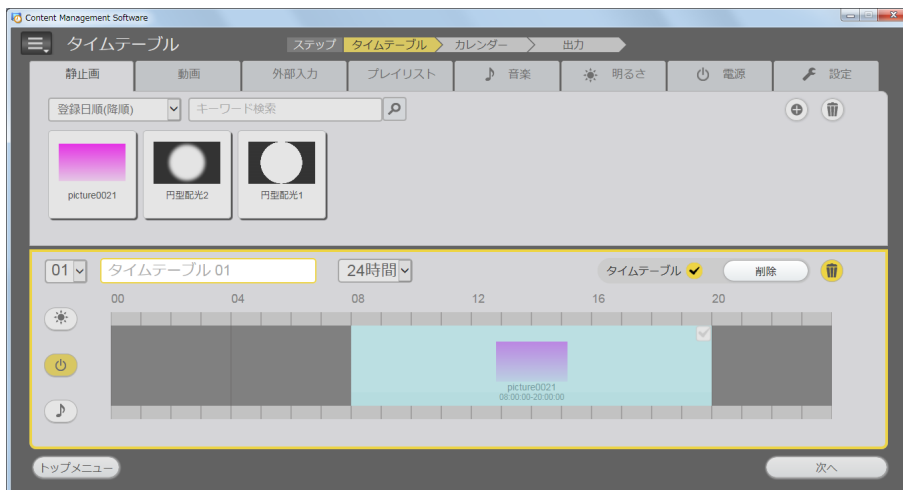 Content Management Software
タイムテーブル
ステップ タイムテーブル カレンダー 出力
静止画 動画 外部入力 プレイリスト 音楽 明るさ 電源 設定
登録日順(降順) キーワード検索
picture0021 円型配光2 円型配光1
01 タイムテーブル 01 24時間 タイムテーブル 削除
00 04 08 12 16 20
picture0021
08:00:00-20:00:00
トップメニュー 次へ